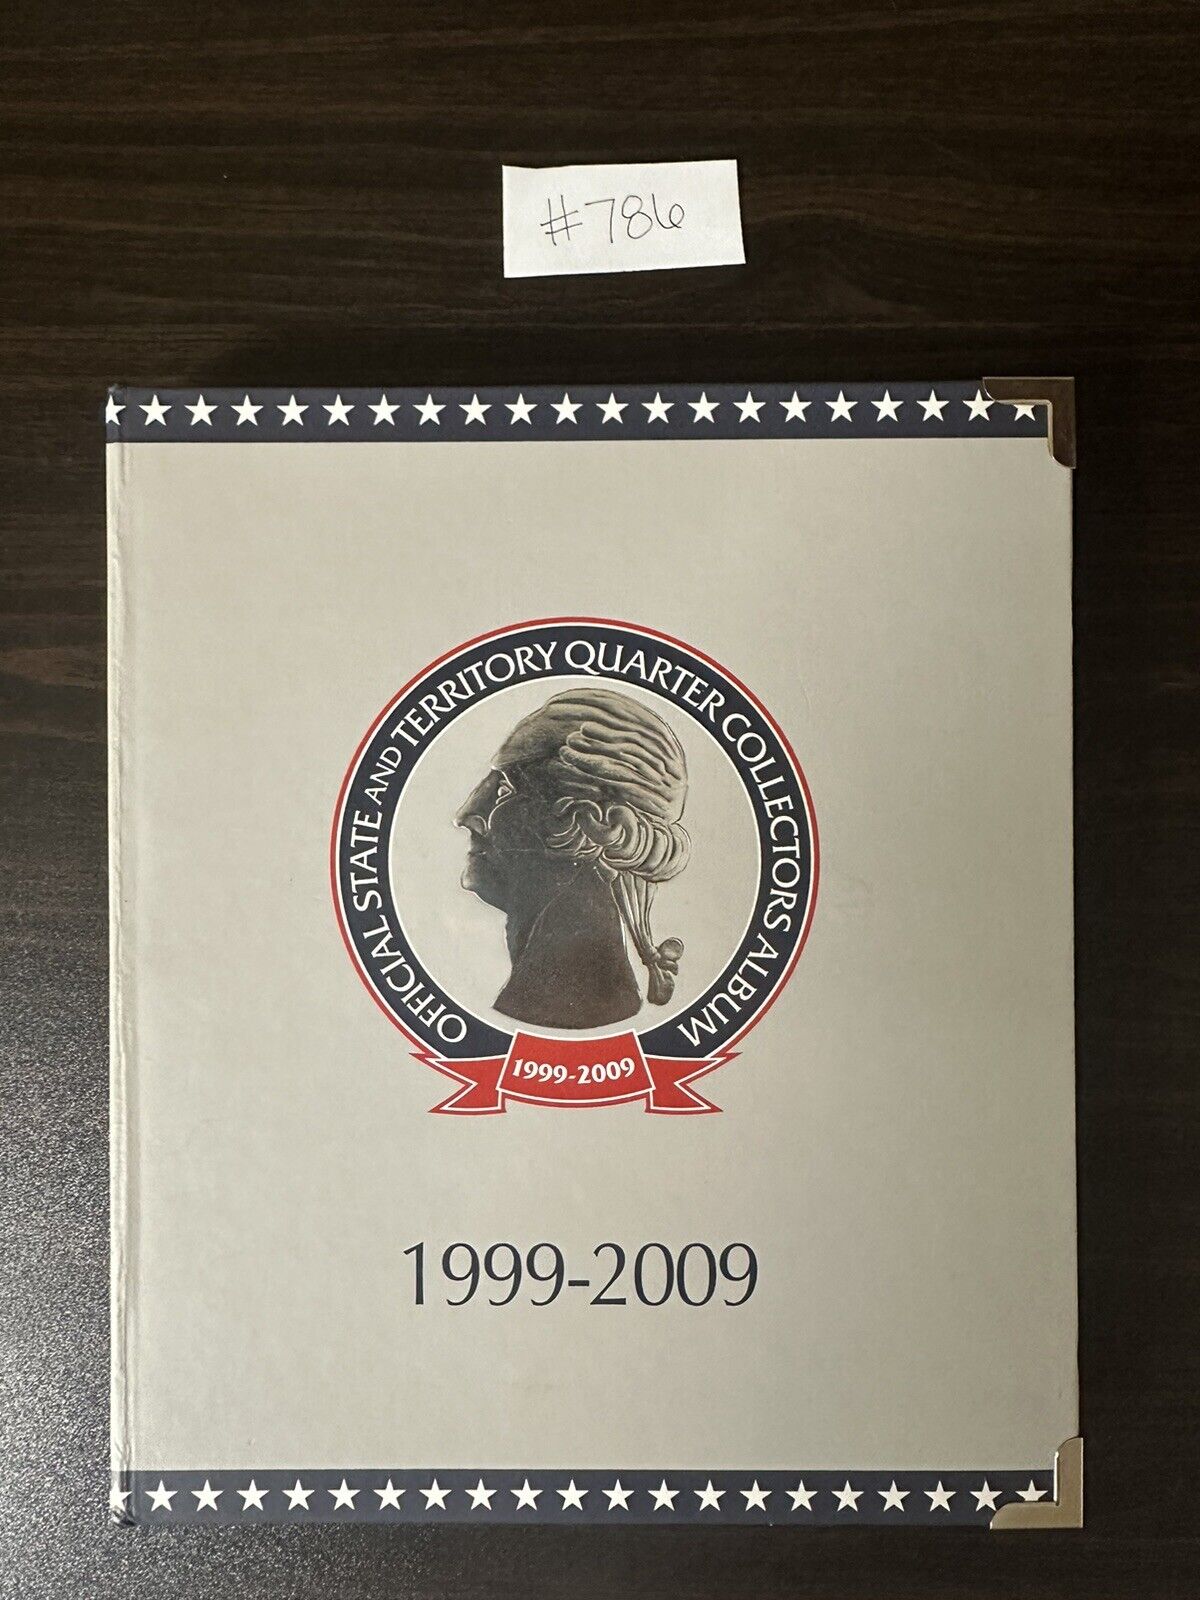 #786
OFFICIAL STATE AND TERRITORY QUARTER COLLECTORS ALBUM
1999-2009
1999-2009